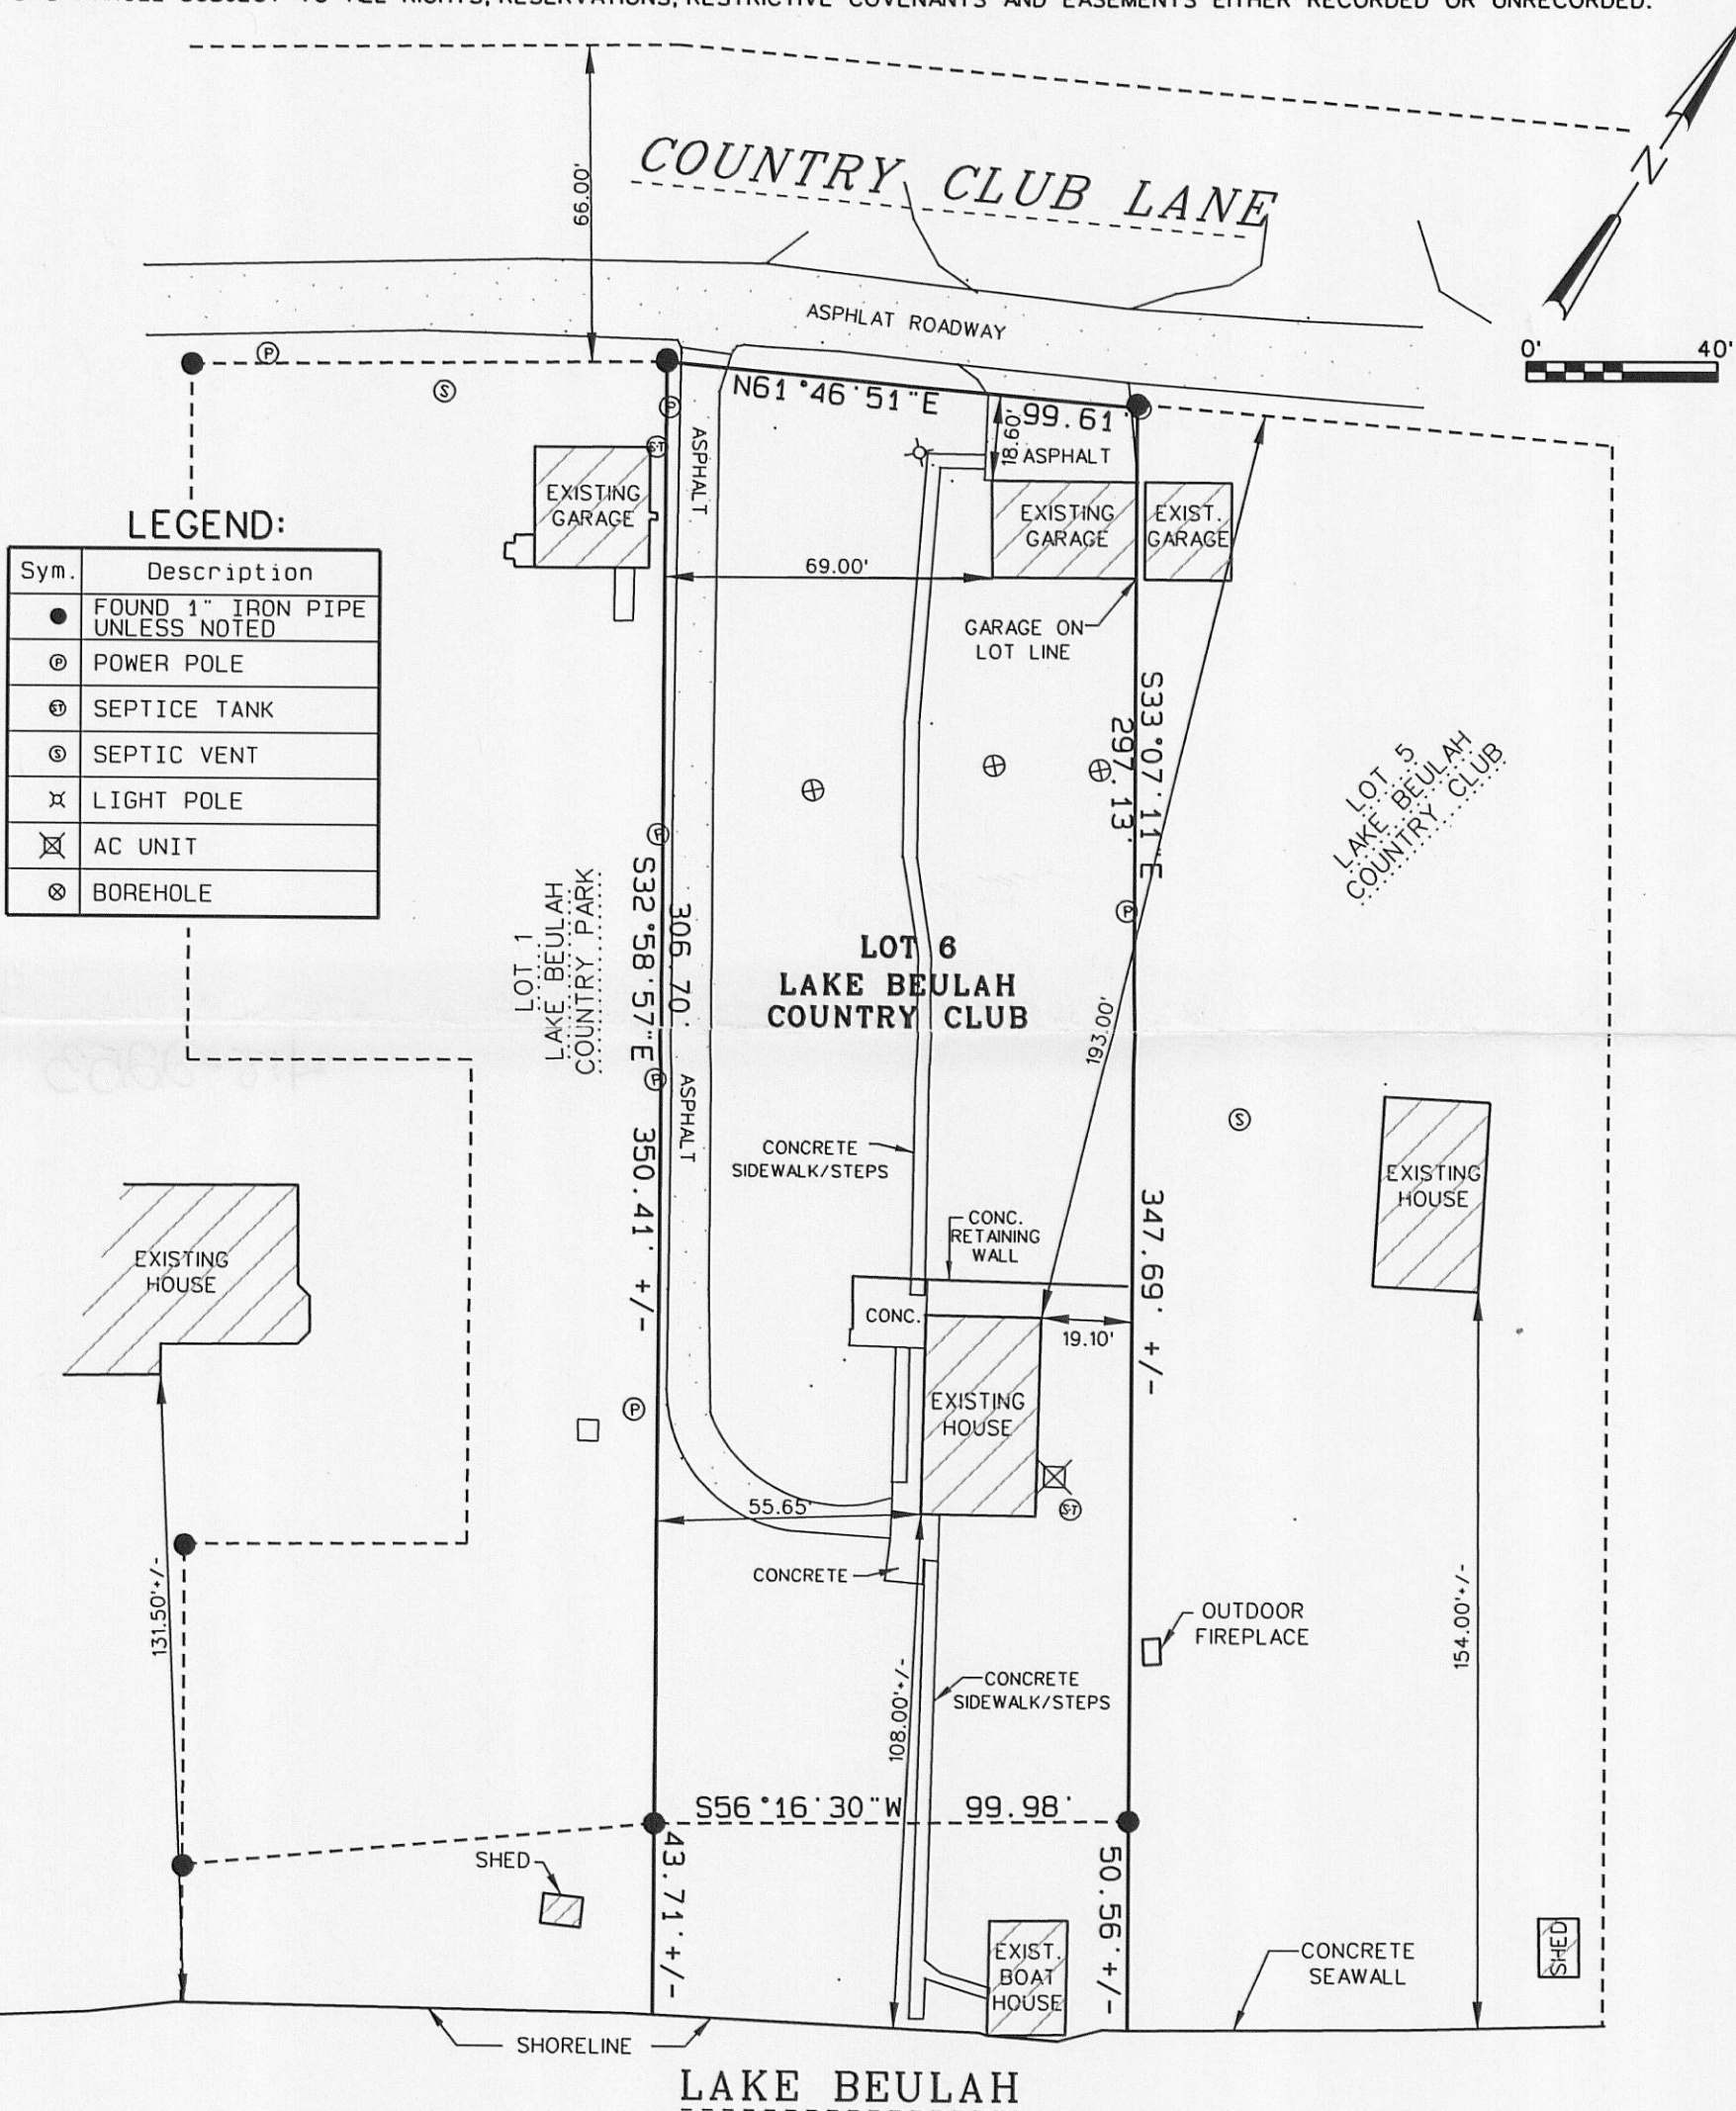 COUNTRY CLUB LANE
66.00'
ASPHLAT ROADWAY
N
0' 40'
N61°46'51"E 99.61'
P
S
P
ST
ASPHALT
18.60'
ASPHALT
EXISTING
GARAGE
EXISTING
GARAGE
EXIST.
GARAGE
69.00'
GARAGE ON
LOT LINE
LEGEND:
Sym. Description
FOUND 1" IRON PIPE
UNLESS NOTED
P POWER POLE
ST SEPTICE TANK
S SEPTIC VENT
LIGHT POLE
AC UNIT
BOREHOLE
S33°07'11"E
297.13'
LOT 5
LAKE BEULAH
COUNTRY CLUB
P
P
LOT 1
LAKE BEULAH
COUNTRY PARK
S32°58'57"E 350.41' +/-
306.70'
LOT 6
LAKE BEULAH
COUNTRY CLUB
193.00'
P
ASPHALT
S
CONCRETE
SIDEWALK/STEPS
347.69' +/-
EXISTING
HOUSE
CONC.
RETAINING
WALL
EXISTING
HOUSE
CONC.
19.10'
EXISTING
HOUSE
P
ST
55.65'
CONCRETE
131.50'+/-
OUTDOOR
FIREPLACE
154.00'+/-
108.00'+/-
CONCRETE
SIDEWALK/STEPS
S56°16'30"W 99.98'
SHED
43.71'+/-
50.56'+/-
EXIST.
BOAT
HOUSE
CONCRETE
SEAWALL
SHED
SHORELINE
LAKE BEULAH